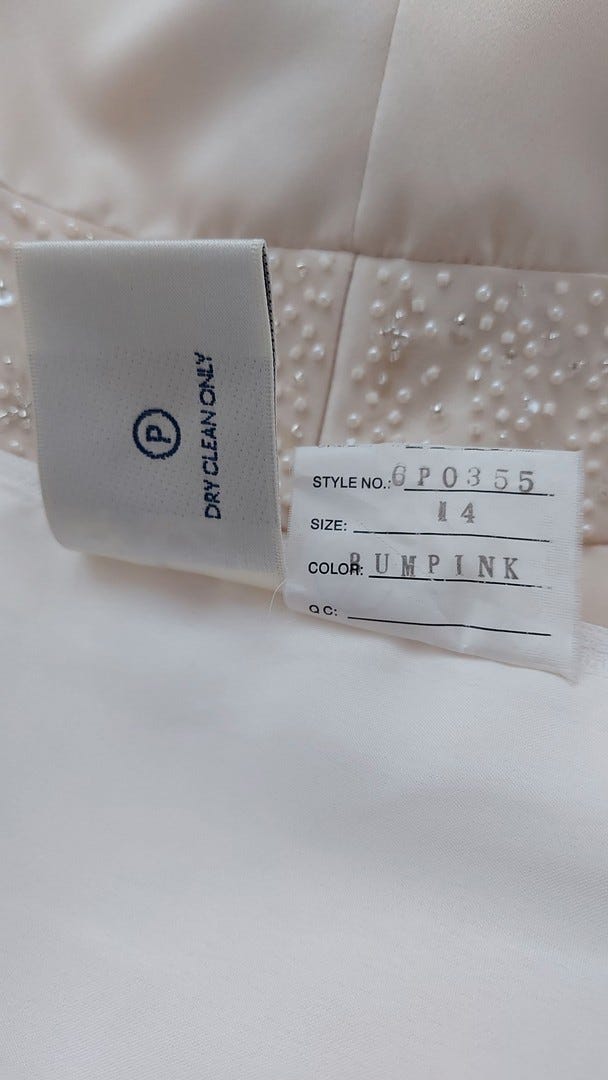 P
DRY CLEAN ONLY
STYLE NO.: 6P0355
SIZE: 14
COLOR: RUMPINK
QC: